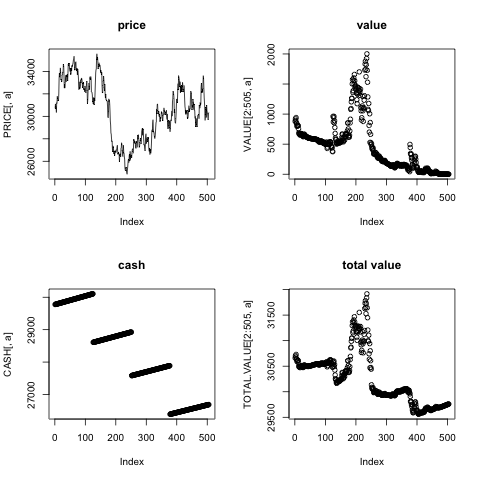 price
PRICE[, a]
26000 30000 34000
0 100 200 300 400 500
Index
value
VALUE[2:505, a]
0 500 1000 2000
0 100 200 300 400 500
Index
cash
CASH[, a]
27000 29000
0 100 200 300 400 500
Index
total value
TOTAL.VALUE[2:505, a]
29500 30500 31500
0 100 200 300 400 500
Index